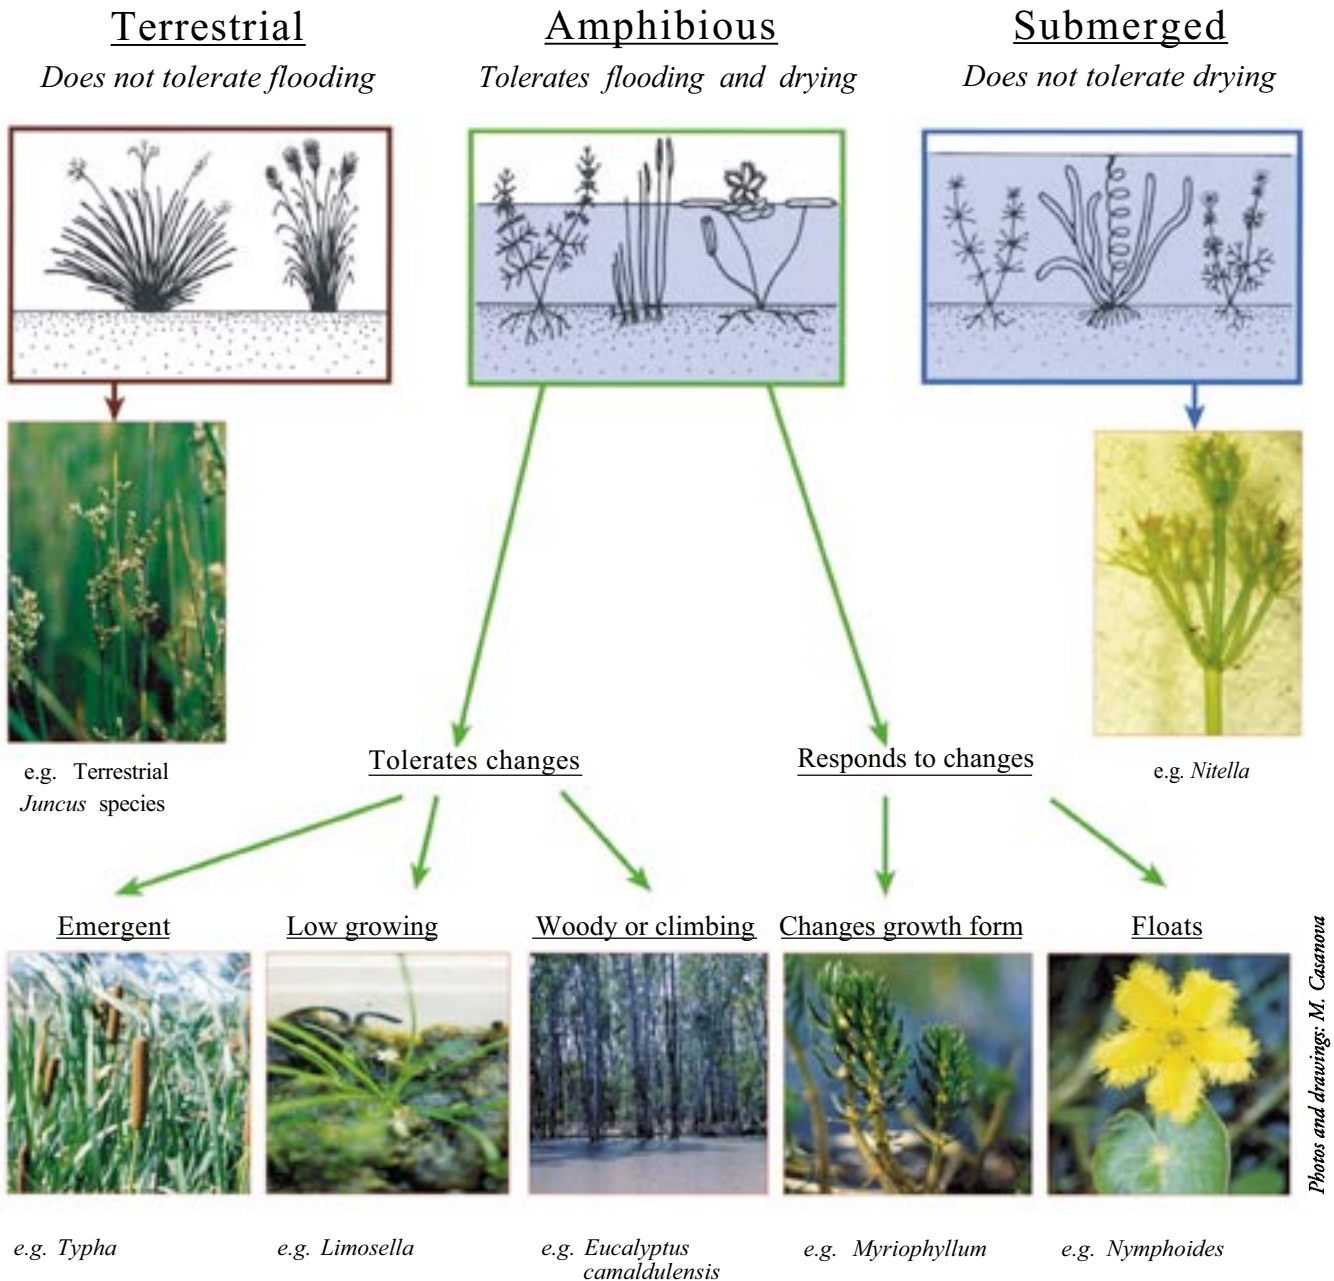 Terrestrial
Does not tolerate flooding
Amphibious
Tolerates flooding and drying
Submerged
Does not tolerate drying
e.g. Terrestrial
Juncus species
Tolerates changes
Responds to changes
e.g. Nitella
Emergent
Low growing
Woody or climbing
Changes growth form
Floats
Photos and drawings: M. Casanova
e.g. Typha
e.g. Limosella
e.g. Eucalyptus
camaldulensis
e.g. Myriophyllum
e.g. Nymphoides